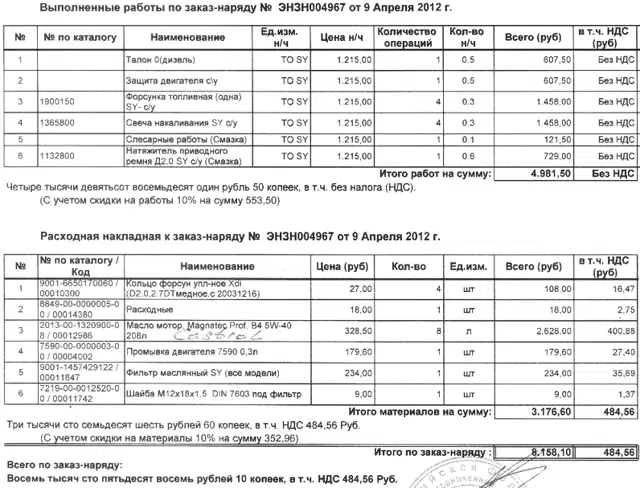 Выполненные работы по заказ-наряду № ЭНЗН004967 от 9 Апреля 2012 г.
№ № по каталогу Наименование Ед.изм. н/ч Цена н/ч Количество операций Кол-во н/ч Всего (руб) в т.ч. НДС (руб)
1 Талон 0(дизель) ТО SY 1.215,00 1 0.5 607,50 Без НДС
2 Защита двигателя с\у ТО SY 1.215,00 1 0.5 607,50 Без НДС
3 1900150 Форсунка топливная (одна) SY- с/у ТО SY 1.215,00 4 0.3 1.458,00 Без НДС
4 1365800 Свеча накаливания SY с/у ТО SY 1.215,00 4 0.3 1.458,00 Без НДС
5 Слесарные работы (Смазка) ТО SY 1.215,00 1 0.1 121,50 Без НДС
6 1132800 Натяжитель приводного ремня Д2.0 SY с/у (Смазка) ТО SY 1.215,00 1 0.6 729,00 Без НДС
Итого работ на сумму: 4.981,50 Без НДС
Четыре тысячи девятьсот восемьдесят один рубль 50 копеек, в т.ч. без налога (НДС).
(С учетом скидки на работы 10% на сумму 553,50)
Расходная накладная к заказ-наряду № ЭНЗН004967 от 9 Апреля 2012 г.
№ № по каталогу / Код Наименование Цена (руб) Кол-во Ед.изм. Всего (руб) в т.ч. НДС (руб)
1 9001-6650170060 / 00010300 Кольцо форсун упл-ное Xdi (D2.0,2.7DTмедное.с 20031216) 27,00 4 шт 108,00 16,47
2 8849-00-0000005-0 0 / 00014380 Расходные 18,00 1 шт 18,00 2,75
3 2013-00-1320900-0 8 / 00012986 Масло мотор. Magnatec Prof. B4 5W-40 208л Castrol 328,50 8 л 2.628,00 400,88
4 7590-00-0000003-0 0 / 00004002 Промывка двигателя 7590 0,3л 179,60 1 шт 179,60 27,40
5 9001-1457429122 / 00011847 Фильтр маслянный SY (все модели) 234,00 1 шт 234,00 35,69
6 7219-00-0012520-0 0 / 00011742 Шайба М12х18х1,5 DIN 7603 под фильтр 9,00 1 шт 9,00 1,37
Итого материалов на сумму: 3.176,60 484,56
Три тысячи сто семьдесят шесть рублей 60 копеек, в т.ч. НДС 484,56 Руб.
(С учетом скидки на материалы 10% на сумму 352,96)
Итого по заказ-наряду : 8.158,10 484,56
Всего по заказ-наряду:
Восемь тысяч сто пятьдесят восемь рублей 10 копеек, в т.ч. НДС 484,56 Руб.